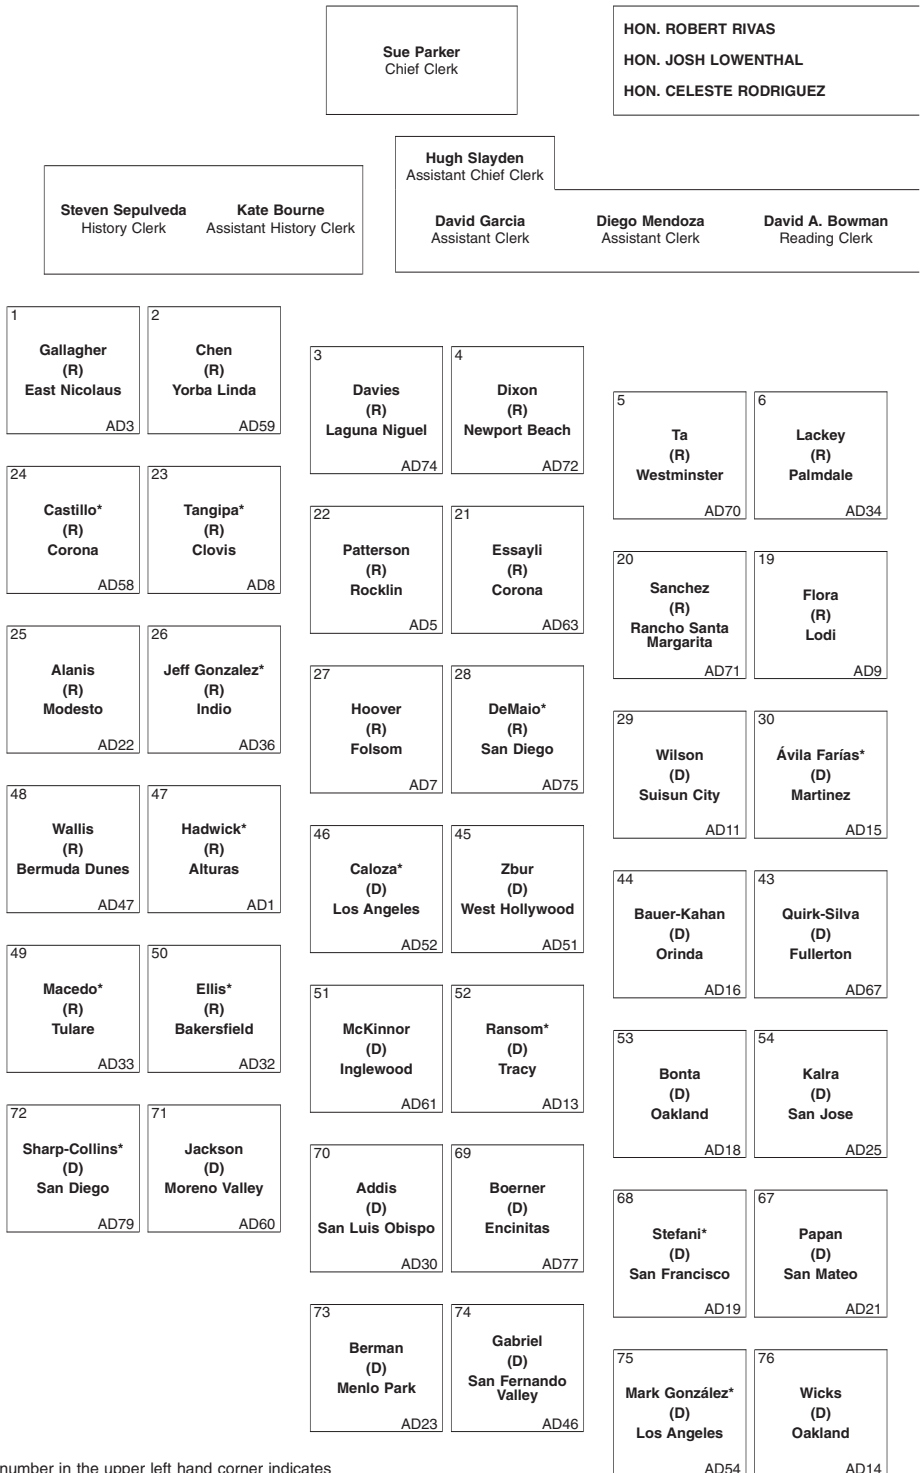 Sue Parker
Chief Clerk
HON. ROBERT RIVAS
HON. JOSH LOWENTHAL
HON. CELESTE RODRIGUEZ
Hugh Slayden
Assistant Chief Clerk
Steven Sepulveda
History Clerk
Kate Bourne
Assistant History Clerk
David Garcia
Assistant Clerk
Diego Mendoza
Assistant Clerk
David A. Bowman
Reading Clerk
1
Gallagher
(R)
East Nicolaus
AD3
2
Chen
(R)
Yorba Linda
AD59
3
Davies
(R)
Laguna Niguel
AD74
4
Dixon
(R)
Newport Beach
AD72
5
Ta
(R)
Westminster
AD70
6
Lackey
(R)
Palmdale
AD34
24
Castillo*
(R)
Corona
AD58
23
Tangipa*
(R)
Clovis
AD8
22
Patterson
(R)
Rocklin
AD5
21
Essayli
(R)
Corona
AD63
20
Sanchez
(R)
Rancho Santa
Margarita
AD71
19
Flora
(R)
Lodi
AD9
25
Alanis
(R)
Modesto
AD22
26
Jeff Gonzalez*
(R)
Indio
AD36
27
Hoover
(R)
Folsom
AD7
28
DeMaio*
(R)
San Diego
AD75
29
Wilson
(D)
Suisun City
AD11
30
Ávila Farías*
(D)
Martinez
AD15
48
Wallis
(R)
Bermuda Dunes
AD47
47
Hadwick*
(R)
Alturas
AD1
46
Caloza*
(D)
Los Angeles
AD52
45
Zbur
(D)
West Hollywood
AD51
44
Bauer-Kahan
(D)
Orinda
AD16
43
Quirk-Silva
(D)
Fullerton
AD67
49
Macedo*
(R)
Tulare
AD33
50
Ellis*
(R)
Bakersfield
AD32
51
McKinnor
(D)
Inglewood
AD61
52
Ransom*
(D)
Tracy
AD13
53
Bonta
(D)
Oakland
AD18
54
Kalra
(D)
San Jose
AD25
72
Sharp-Collins*
(D)
San Diego
AD79
71
Jackson
(D)
Moreno Valley
AD60
70
Addis
(D)
San Luis Obispo
AD30
69
Boerner
(D)
Encinitas
AD77
68
Stefani*
(D)
San Francisco
AD19
67
Papan
(D)
San Mateo
AD21
73
Berman
(D)
Menlo Park
AD23
74
Gabriel
(D)
San Fernando
Valley
AD46
75
Mark González*
(D)
Los Angeles
AD54
76
Wicks
(D)
Oakland
AD14
number in the upper left hand corner indicates